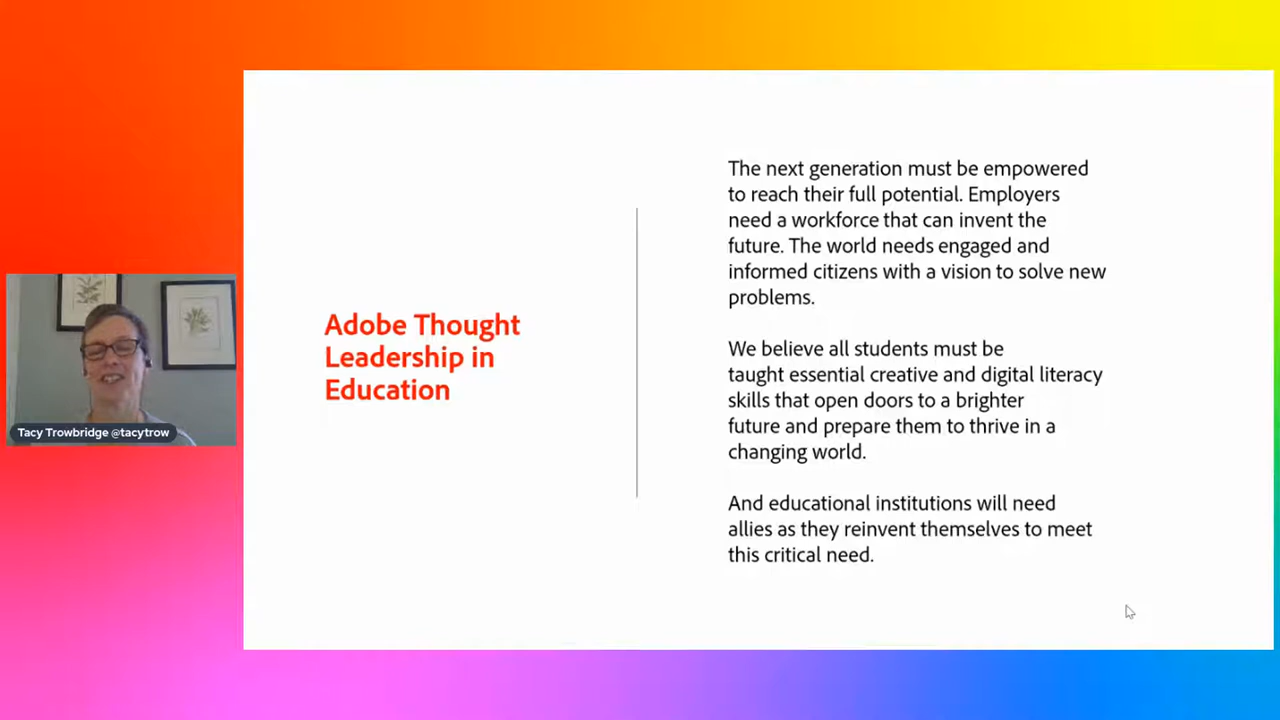 Adobe Thought
Leadership in
Education
The next generation must be empowered
to reach their full potential. Employers
need a workforce that can invent the
future. The world needs engaged and
informed citizens with a vision to solve new
problems.
We believe all students must be
taught essential creative and digital literacy
skills that open doors to a brighter
future and prepare them to thrive in a
changing world.
And educational institutions will need
allies as they reinvent themselves to meet
this critical need.
Tacy Trowbridge @tacytrow